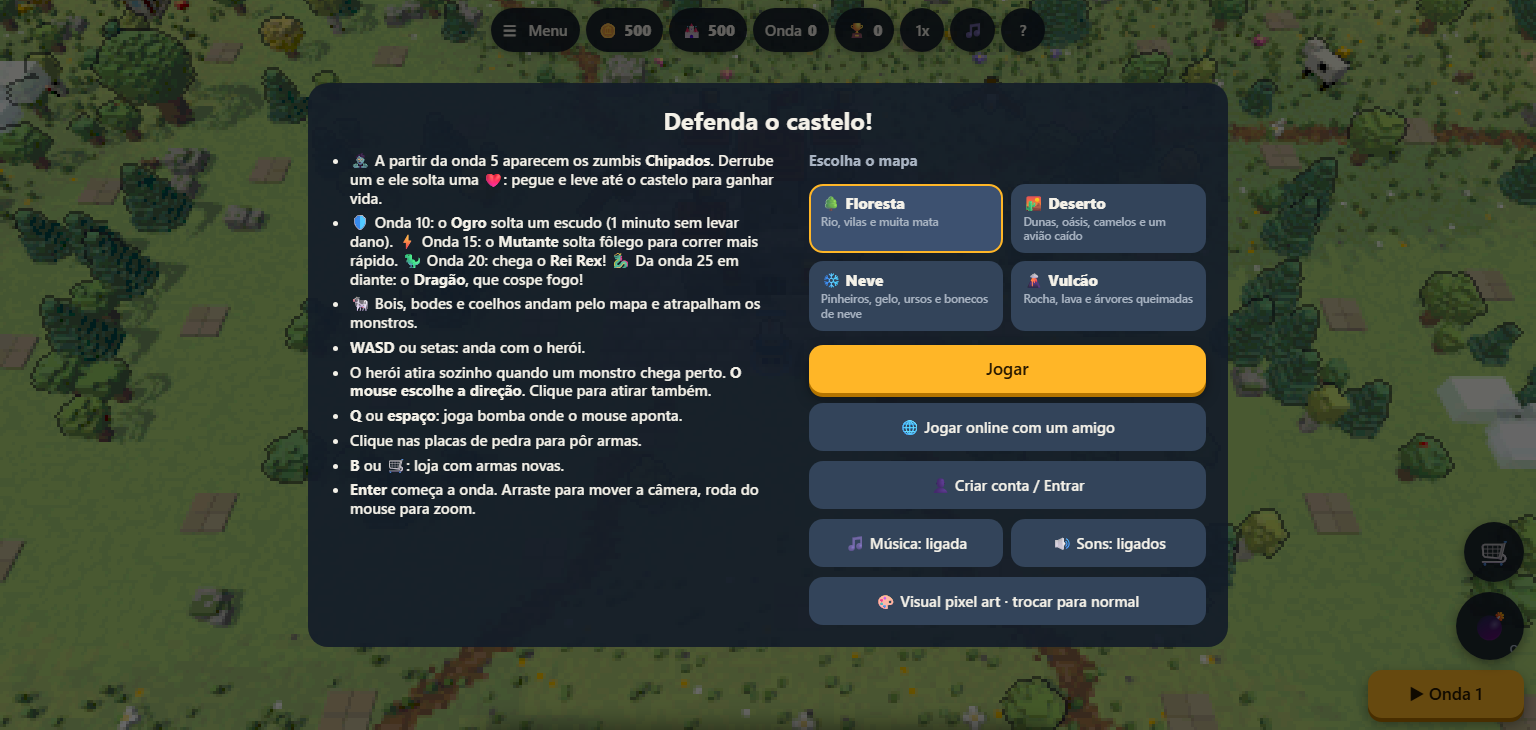 Menu
500
500
Onda 0
0
1x
?
Defenda o castelo!
A partir da onda 5 aparecem os zumbis Chipados. Derrube
um e ele solta uma ❤️: pegue e leve até o castelo para ganhar
vida.
Onda 10: o Ogro solta um escudo (1 minuto sem levar
dano). ⚡ Onda 15: o Mutante solta fôlego para correr mais
rápido. 🦖 Onda 20: chega o Rei Rex! 🐉 Da onda 25 em
diante: o Dragão, que cospe fogo!
Bois, bodes e coelhos andam pelo mapa e atrapalham os
monstros.
WASD ou setas: anda com o herói.
O herói atira sozinho quando um monstro chega perto. O
mouse escolhe a direção. Clique para atirar também.
Q ou espaço: joga bomba onde o mouse aponta.
Clique nas placas de pedra para pôr armas.
B ou 🛒: loja com armas novas.
Enter começa a onda. Arraste para mover a câmera, roda do
mouse para zoom.
Escolha o mapa
Floresta
Rio, vilas e muita mata
Deserto
Dunas, oásis, camelos e um
avião caído
Neve
Pinheiros, gelo, ursos e bonecos
de neve
Vulcão
Rocha, lava e árvores queimadas
Jogar
Jogar online com um amigo
Criar conta / Entrar
Música: ligada
Sons: ligados
Visual pixel art · trocar para normal
▶ Onda 1